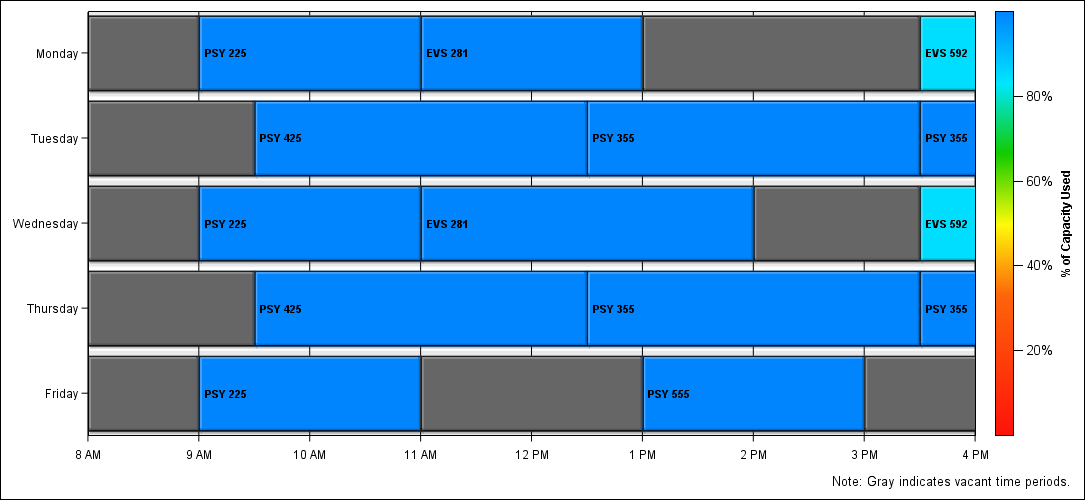 Monday PSY 225 EVS 281 EVS 592
Tuesday PSY 425 PSY 355 PSY 355
Wednesday PSY 225 EVS 281 EVS 592
Thursday PSY 425 PSY 355 PSY 355
Friday PSY 225 PSY 555
8 AM 9 AM 10 AM 11 AM 12 PM 1 PM 2 PM 3 PM 4 PM
80%
60%
40%
20%
% of Capacity Used
Note: Gray indicates vacant time periods.